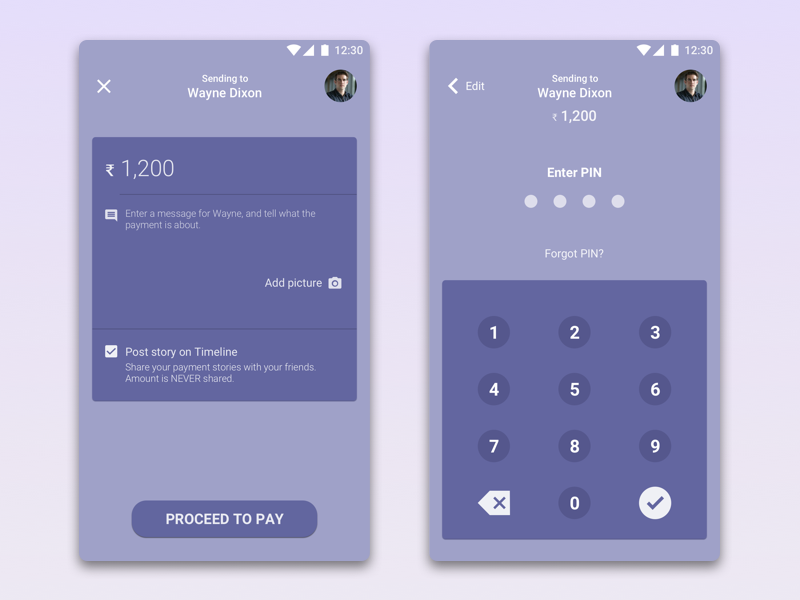 12:30
Sending to
Wayne Dixon
₹ 1,200
Enter a message for Wayne, and tell what the
payment is about.
Add picture
Post story on Timeline
Share your payment stories with your friends.
Amount is NEVER shared.
PROCEED TO PAY
12:30
Edit
Sending to
Wayne Dixon
₹ 1,200
Enter PIN
Forgot PIN?
1 2 3
4 5 6
7 8 9
0